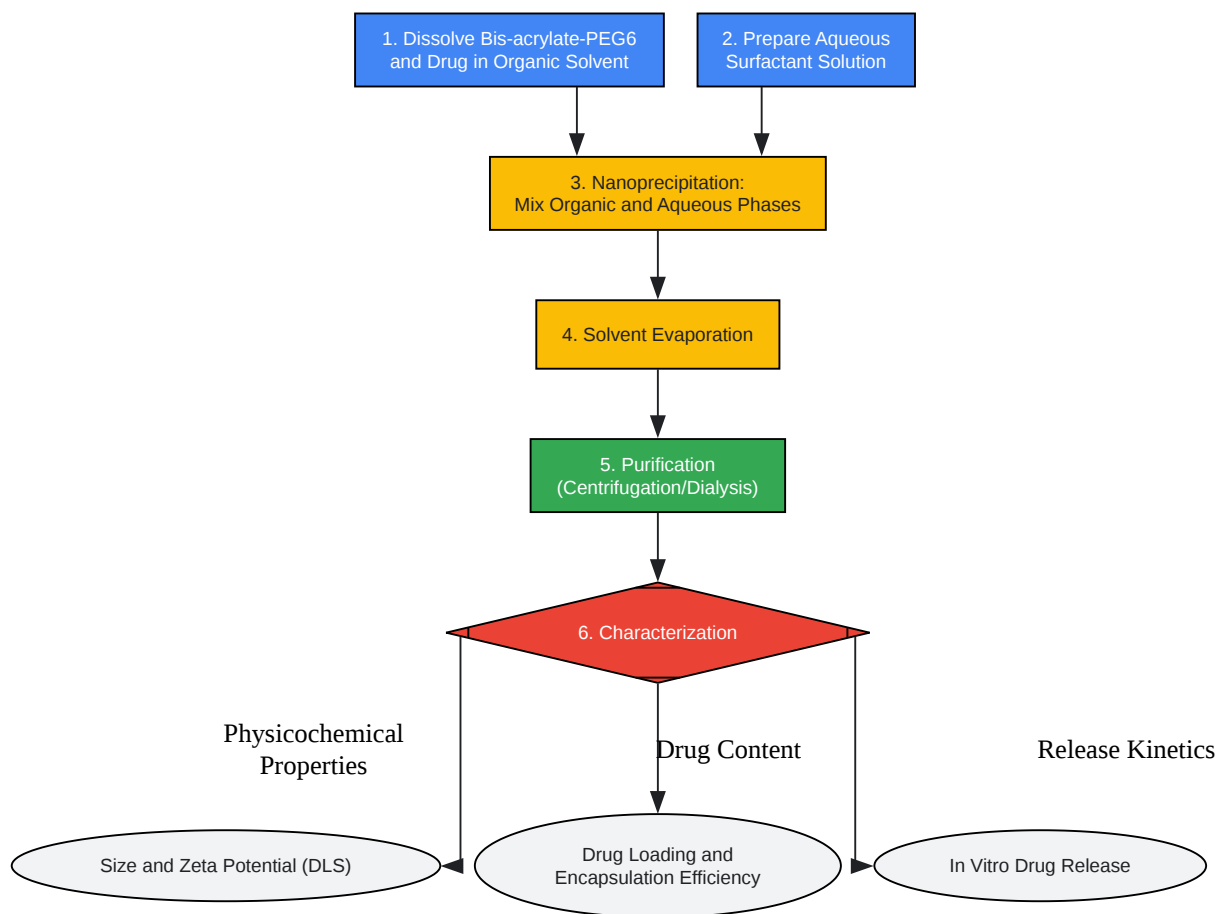 1. Dissolve Bis-acrylate-PEG6
and Drug in Organic Solvent
2. Prepare Aqueous
Surfactant Solution
3. Nanoprecipitation:
Mix Organic and Aqueous Phases
4. Solvent Evaporation
5. Purification
(Centrifugation/Dialysis)
6. Characterization
Physicochemical
Properties
Drug Content
Release Kinetics
Size and Zeta Potential (DLS)
Drug Loading and
Encapsulation Efficiency
In Vitro Drug Release